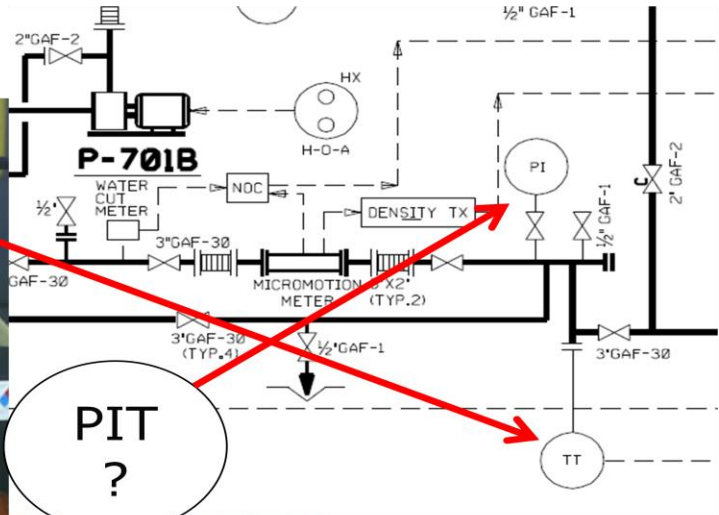 ½" GAF-1
2"GAF-2
HX
H-O-A
P-701B
WATER
CUT
METER
NOC
½"
DENSITY TX
PI
½" GAF-1
2" GAF-2
3"GAF-30
GAF-30
MICROMOTION
METER
X2'
(TYP.2)
3"GAF-30
(TYP.4)
½"GAF-1
3"GAF-30
C
PIT
?
TT